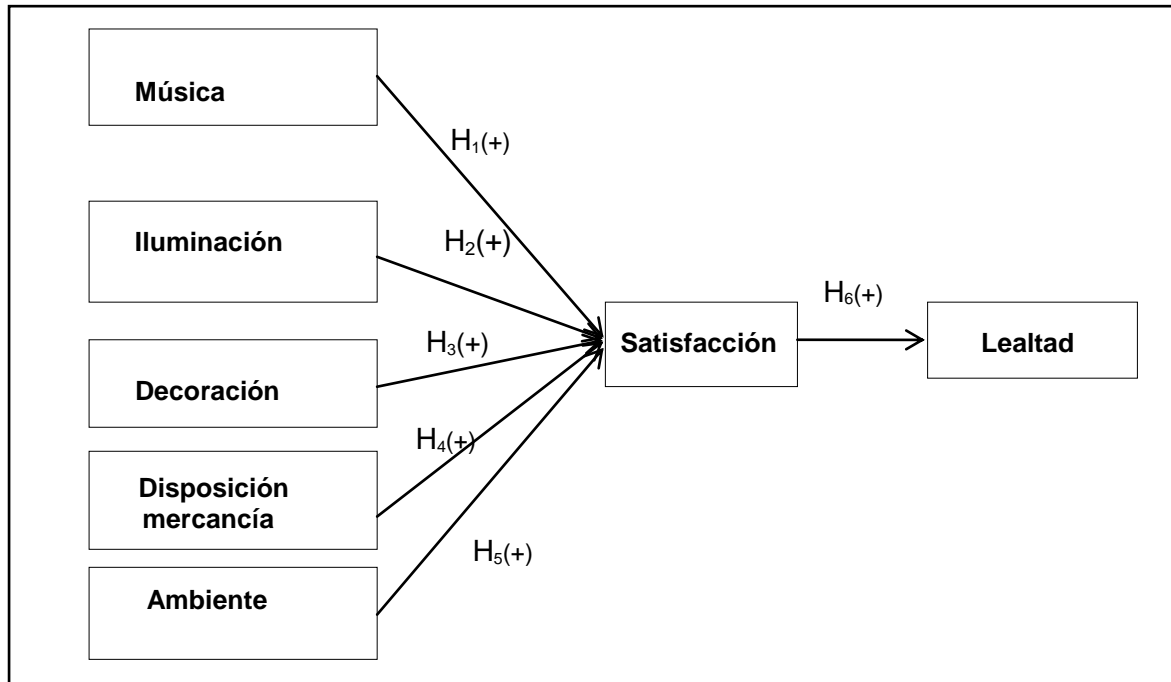 Música
H₁(+)
Iluminación
H₂(+)
H₃(+)
Decoración
H₄(+)
Disposición
mercancía
H₅(+)
Ambiente
Satisfacción
H₆(+)
Lealtad